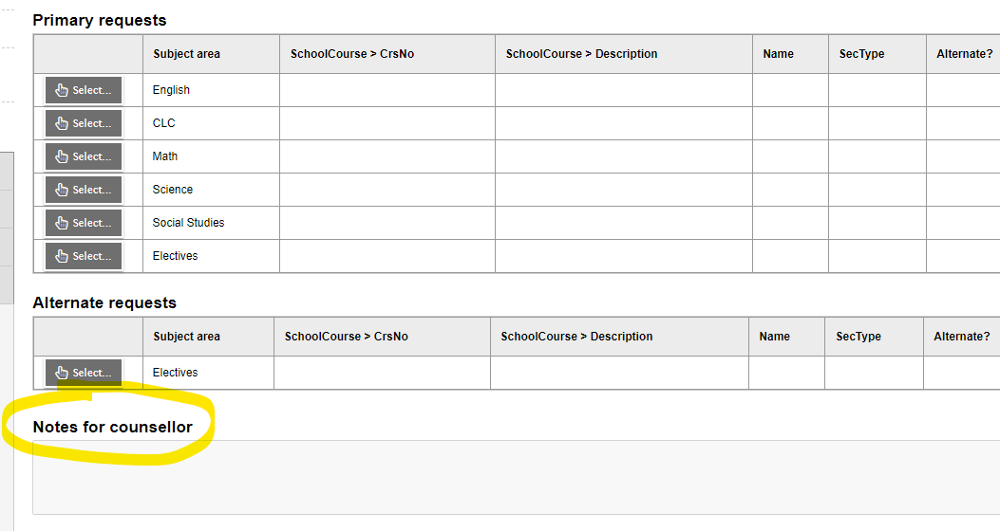 Primary requests
Subject area SchoolCourse > CrsNo SchoolCourse > Description Name SecType Alternate?
Select... English
Select... CLC
Select... Math
Select... Science
Select... Social Studies
Select... Electives
Alternate requests
Subject area SchoolCourse > CrsNo SchoolCourse > Description Name SecType Alternate?
Select... Electives
Notes for counsellor